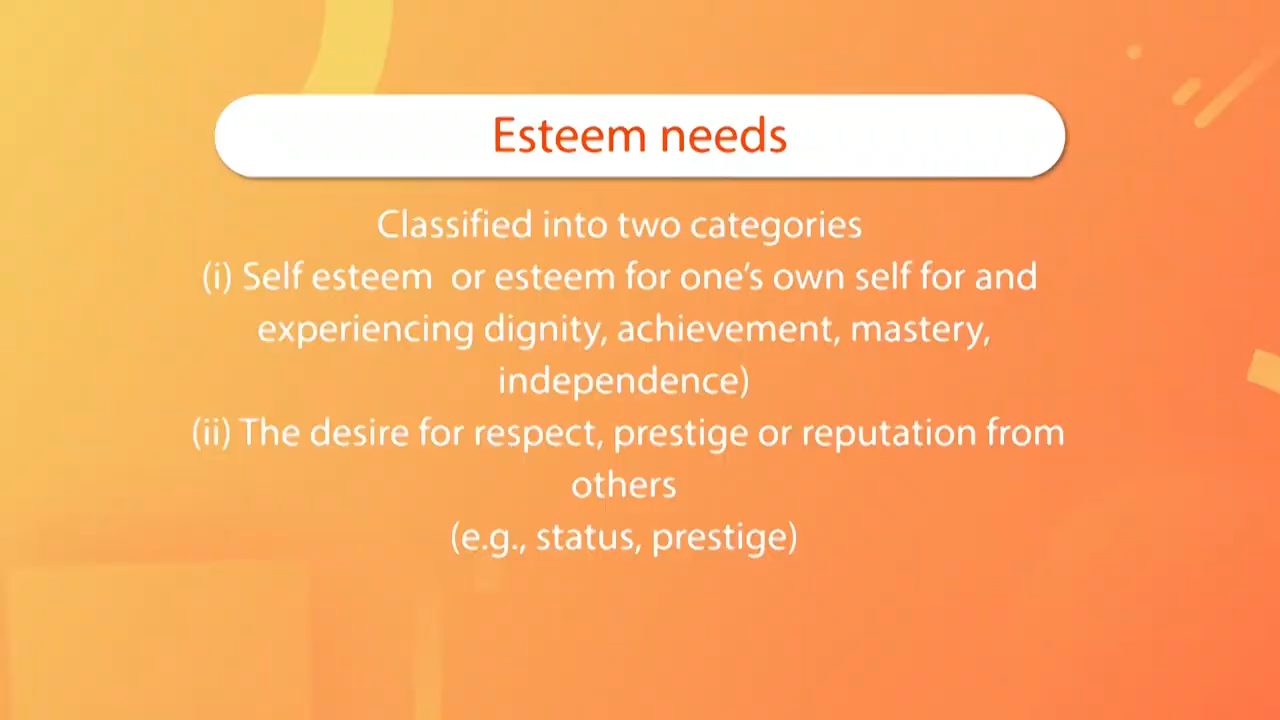 Esteem needs
Classified into two categories
(i) Self esteem  or esteem for one’s own self for and
experiencing dignity, achievement, mastery,
independence)
(ii) The desire for respect, prestige or reputation from
others
(e.g., status, prestige)